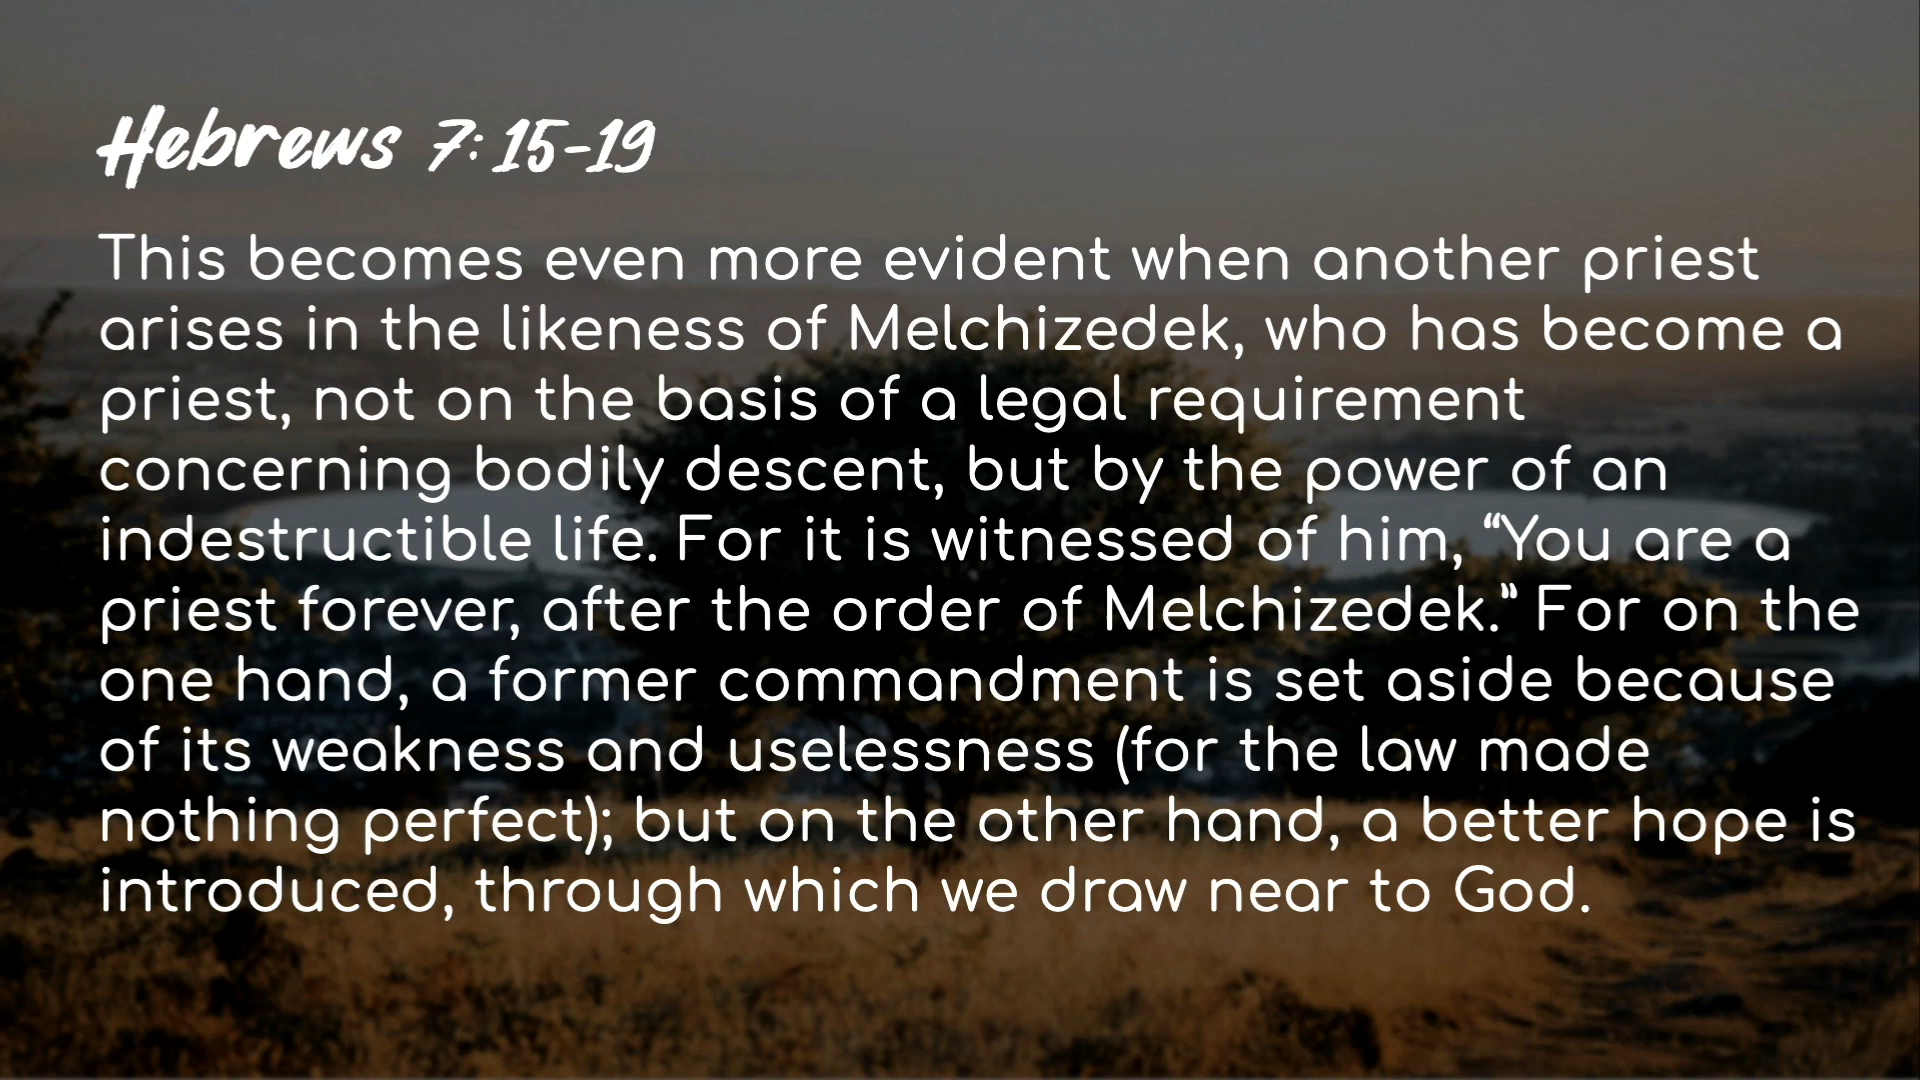 Hebrews 7:15-19
This becomes even more evident when another priest
arises in the likeness of Melchizedek, who has become a
priest, not on the basis of a legal requirement
concerning bodily descent, but by the power of an
indestructible life. For it is witnessed of him, “You are a
priest forever, after the order of Melchizedek.” For on the
one hand, a former commandment is set aside because
of its weakness and uselessness (for the law made
nothing perfect); but on the other hand, a better hope is
introduced, through which we draw near to God.